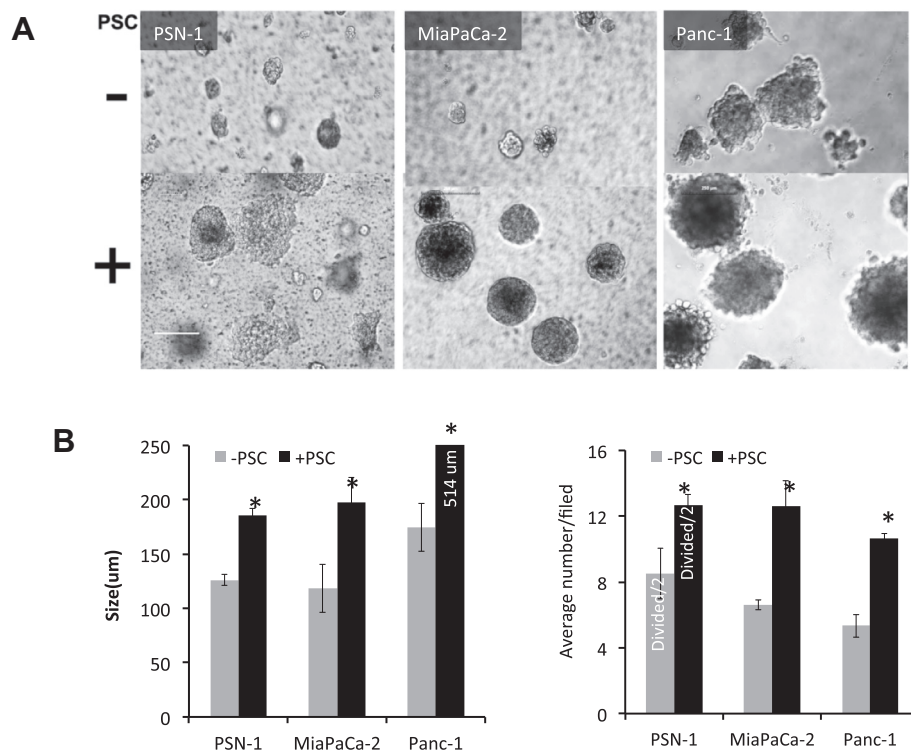 A
PSC
PSN-1
MiaPaCa-2
Panc-1
-
+
B
Size(um)
250
200
150
100
50
0
-PSC
+PSC
*
*
*
514 um
PSN-1
MiaPaCa-2
Panc-1
Average number/filed
16
12
8
4
0
-PSC
+PSC
*
*
*
Divided/2
Divided/2
PSN-1
MiaPaCa-2
Panc-1